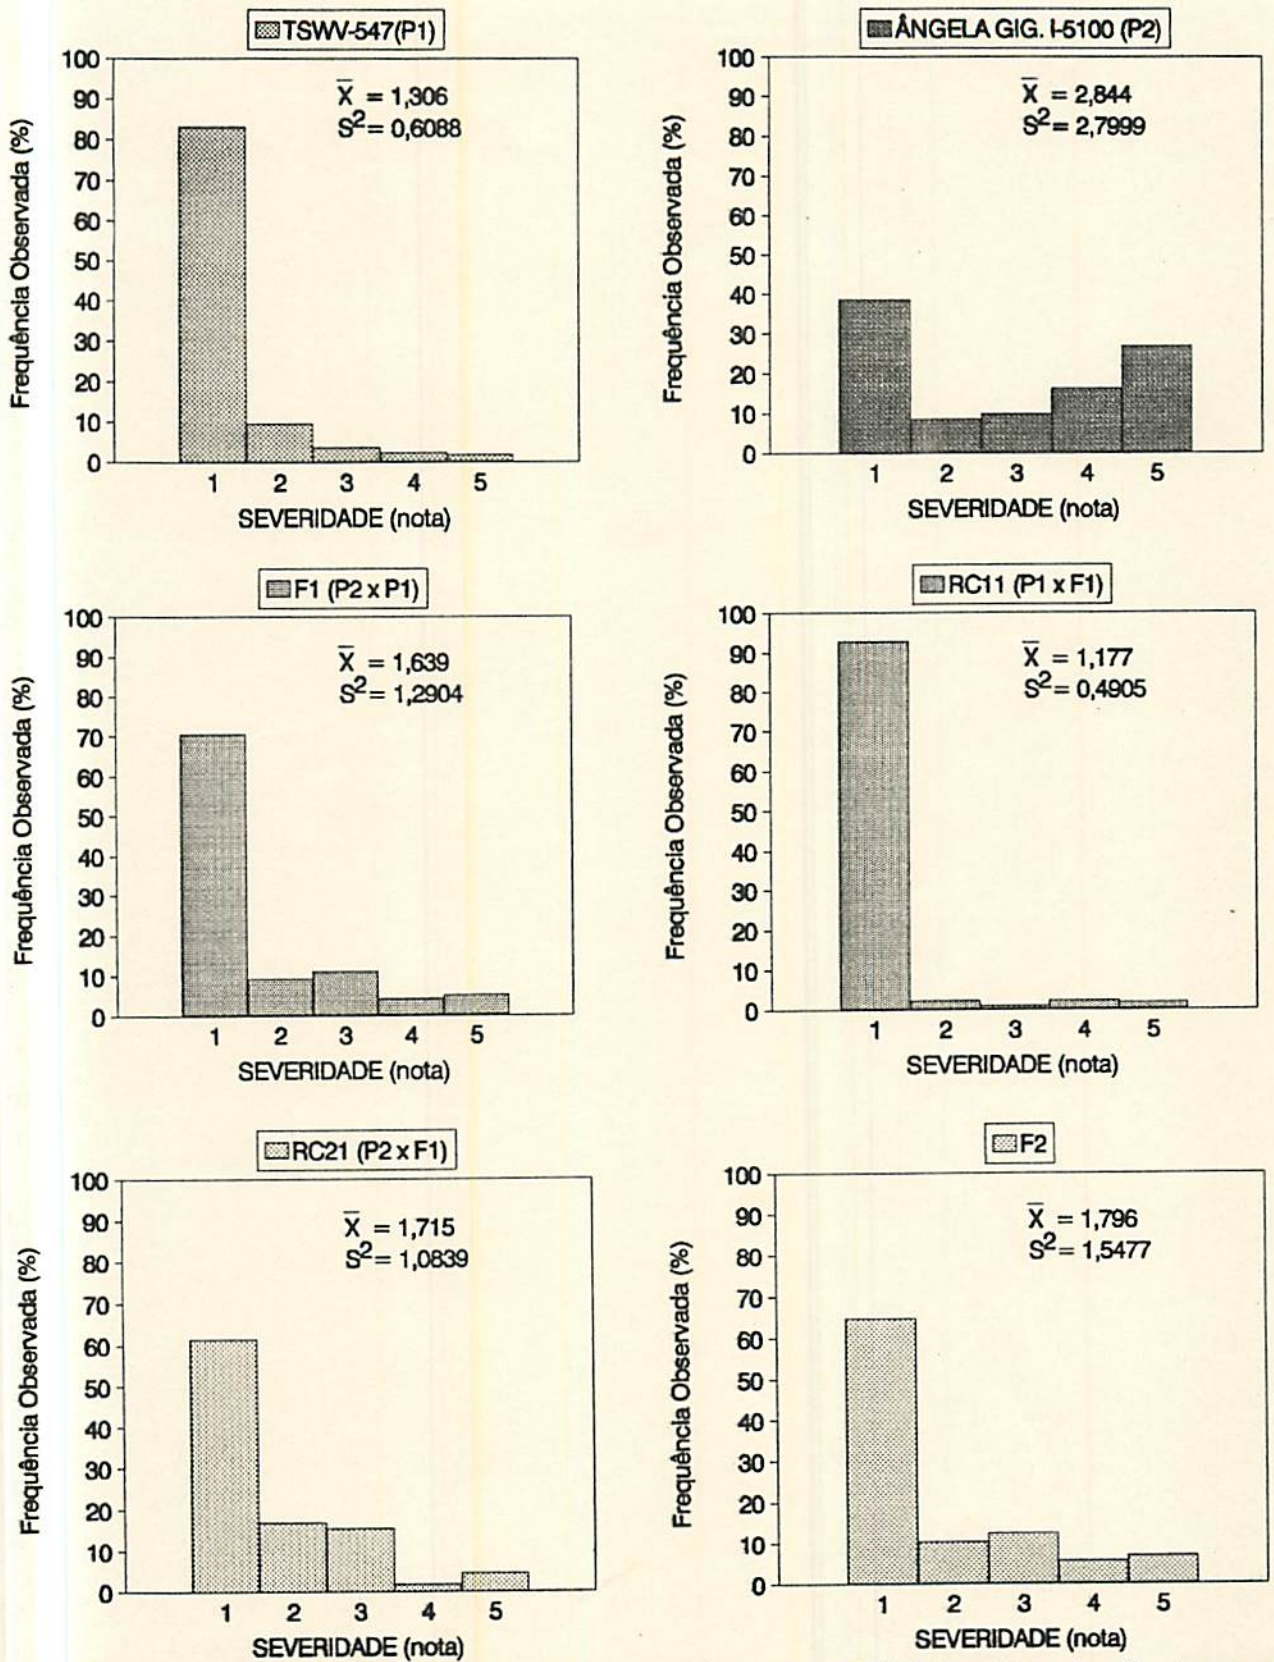 TSWV-547(P1)
X̄ = 1,306
S² = 0,6088
Frequência Observada (%)
100
90
80
70
60
50
40
30
20
10
0
1 2 3 4 5
SEVERIDADE (nota)
ÂNGELA GIG. I-5100 (P2)
X̄ = 2,844
S² = 2,7999
Frequência Observada (%)
100
90
80
70
60
50
40
30
20
10
0
1 2 3 4 5
SEVERIDADE (nota)
F1 (P2 x P1)
X̄ = 1,639
S² = 1,2904
Frequência Observada (%)
100
90
80
70
60
50
40
30
20
10
0
1 2 3 4 5
SEVERIDADE (nota)
RC11 (P1 x F1)
X̄ = 1,177
S² = 0,4905
Frequência Observada (%)
100
90
80
70
60
50
40
30
20
10
0
1 2 3 4 5
SEVERIDADE (nota)
RC21 (P2 x F1)
X̄ = 1,715
S² = 1,0839
Frequência Observada (%)
100
90
80
70
60
50
40
30
20
10
0
1 2 3 4 5
SEVERIDADE (nota)
F2
X̄ = 1,796
S² = 1,5477
Frequência Observada (%)
100
90
80
70
60
50
40
30
20
10
0
1 2 3 4 5
SEVERIDADE (nota)